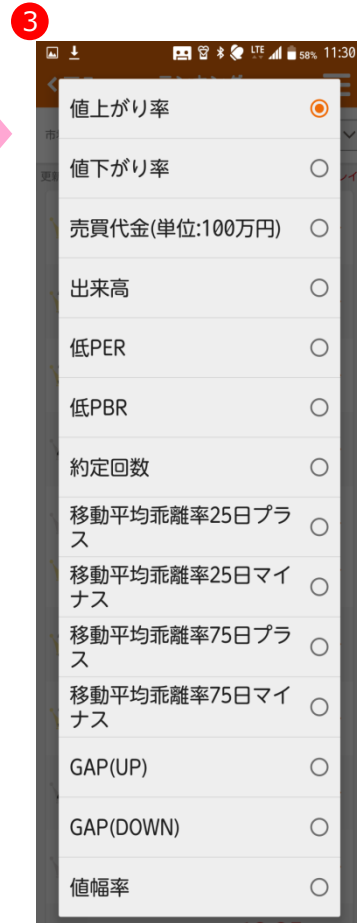 3
LTE 58% 11:30
値上がり率
値下がり率
売買代金(単位:100万円)
出来高
低PER
低PBR
約定回数
移動平均乖離率25日プラ
ス
移動平均乖離率25日マイ
ナス
移動平均乖離率75日プラ
ス
移動平均乖離率75日マイ
ナス
GAP(UP)
GAP(DOWN)
値幅率